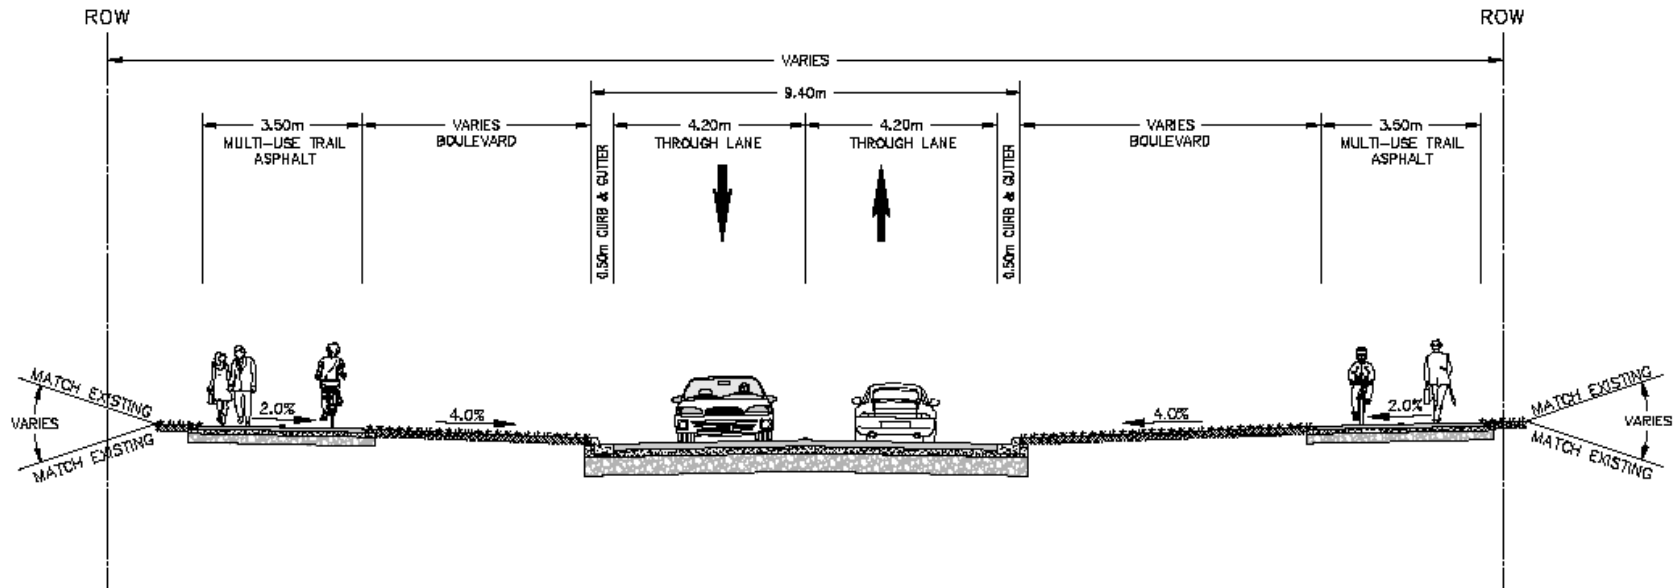 ROW
ROW
VARIES
9.40m
3.50m
MULTI-USE TRAIL
ASPHALT
VARIES
BOULEVARD
0.50m CURB & GUTTER
4.20m
THROUGH LANE
4.20m
THROUGH LANE
0.50m CURB & GUTTER
VARIES
BOULEVARD
3.50m
MULTI-USE TRAIL
ASPHALT
MATCH EXISTING
VARIES
MATCH EXISTING
2.0%
4.0%
4.0%
2.0%
MATCH EXISTING
VARIES
MATCH EXISTING